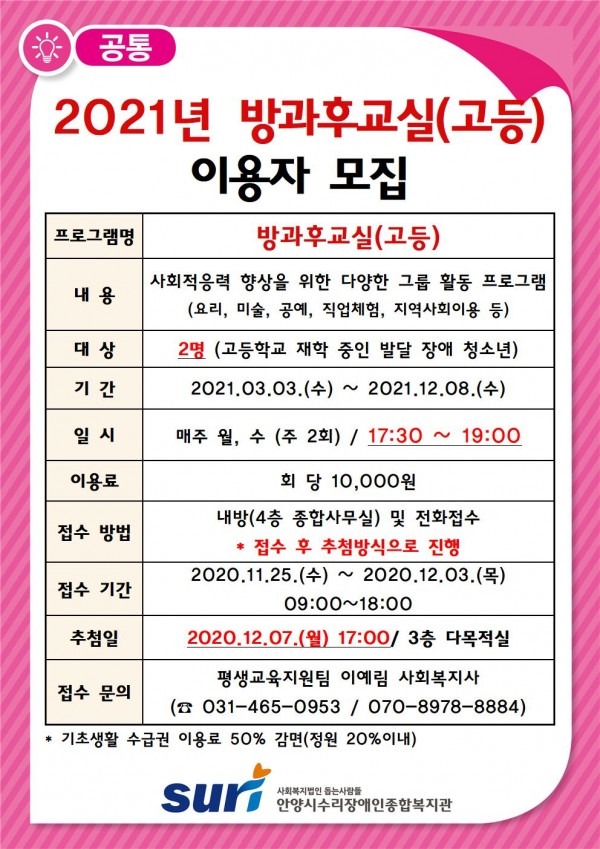 공통
2021년 방과후교실(고등)
이용자 모집
프로그램명
방과후교실(고등)
내 용
사회적응력 향상을 위한 다양한 그룹 활동 프로그램
(요리, 미술, 공예, 직업체험, 지역사회이용 등)
대 상
2명 (고등학교 재학 중인 발달 장애 청소년)
기 간
2021.03.03.(수) ~ 2021.12.08.(수)
일 시
매주 월, 수 (주 2회) / 17:30 ~ 19:00
이용료
회 당 10,000원
접수 방법
내방(4층 종합사무실) 및 전화접수
* 접수 후 추첨방식으로 진행
접수 기간
2020.11.25.(수) ~ 2020.12.03.(목)
09:00~18:00
추첨일
2020.12.07.(월) 17:00/ 3층 다목적실
접수 문의
평생교육지원팀 이예림 사회복지사
(☎ 031-465-0953 / 070-8978-8884)
* 기초생활 수급권 이용료 50% 감면(정원 20%이내)
suri
사회복지법인 돕는사람들
안양시수리장애인종합복지관